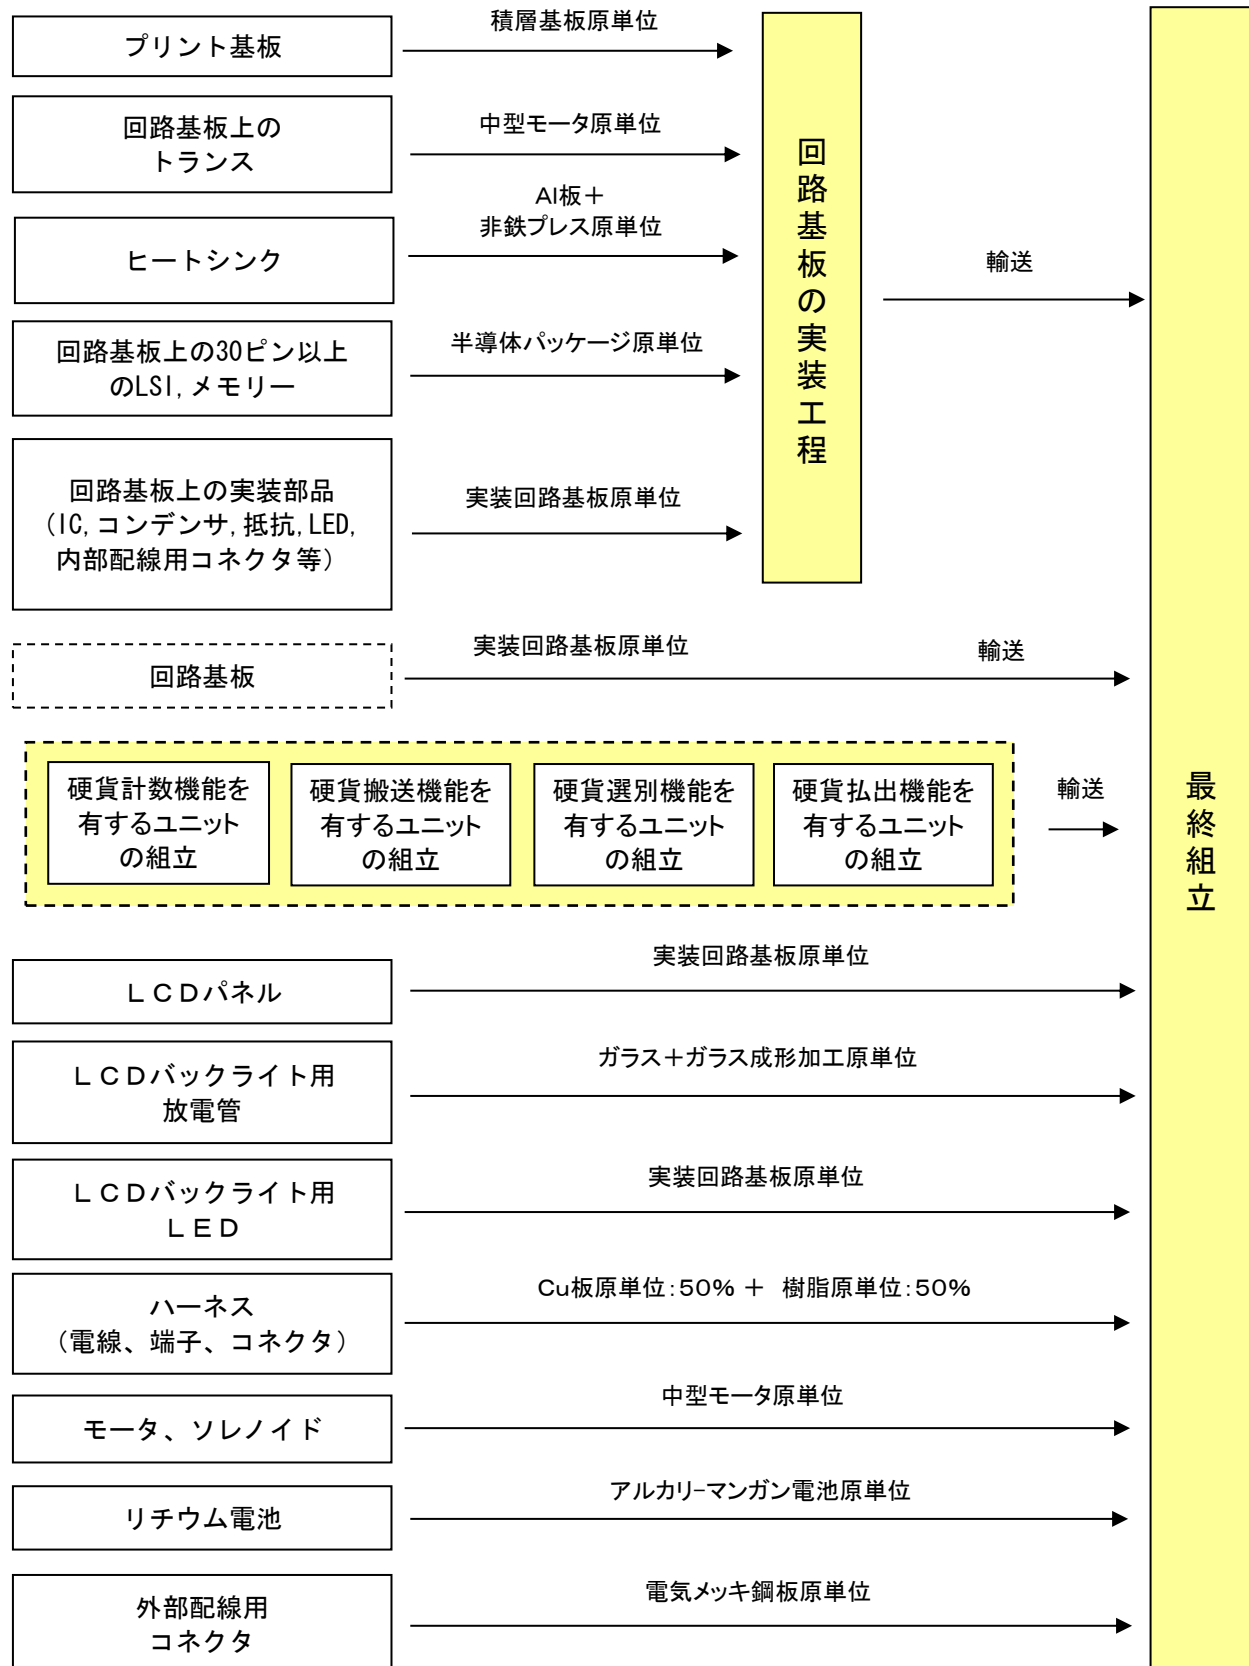 プリント基板
積層基板原単位
回路基板上の
トランス
中型モータ原単位
ヒートシンク
Al板＋
非鉄プレス原単位
回路基板上の30ピン以上
のLSI,メモリー
半導体パッケージ原単位
回路基板上の実装部品
（IC,コンデンサ,抵抗,LED,
内部配線用コネクタ等）
実装回路基板原単位
回路基板の実装工程
輸送
回路基板
実装回路基板原単位
輸送
硬貨計数機能を
有するユニット
の組立
硬貨搬送機能を
有するユニット
の組立
硬貨選別機能を
有するユニット
の組立
硬貨払出機能を
有するユニット
の組立
輸送
最終組立
ＬＣＤパネル
実装回路基板原単位
ＬＣＤバックライト用
放電管
ガラス＋ガラス成形加工原単位
ＬＣＤバックライト用
ＬＥＤ
実装回路基板原単位
ハーネス
（電線、端子、コネクタ）
Cu板原単位：50％ ＋ 樹脂原単位：50％
モータ、ソレノイド
中型モータ原単位
リチウム電池
アルカリ-マンガン電池原単位
外部配線用
コネクタ
電気メッキ鋼板原単位